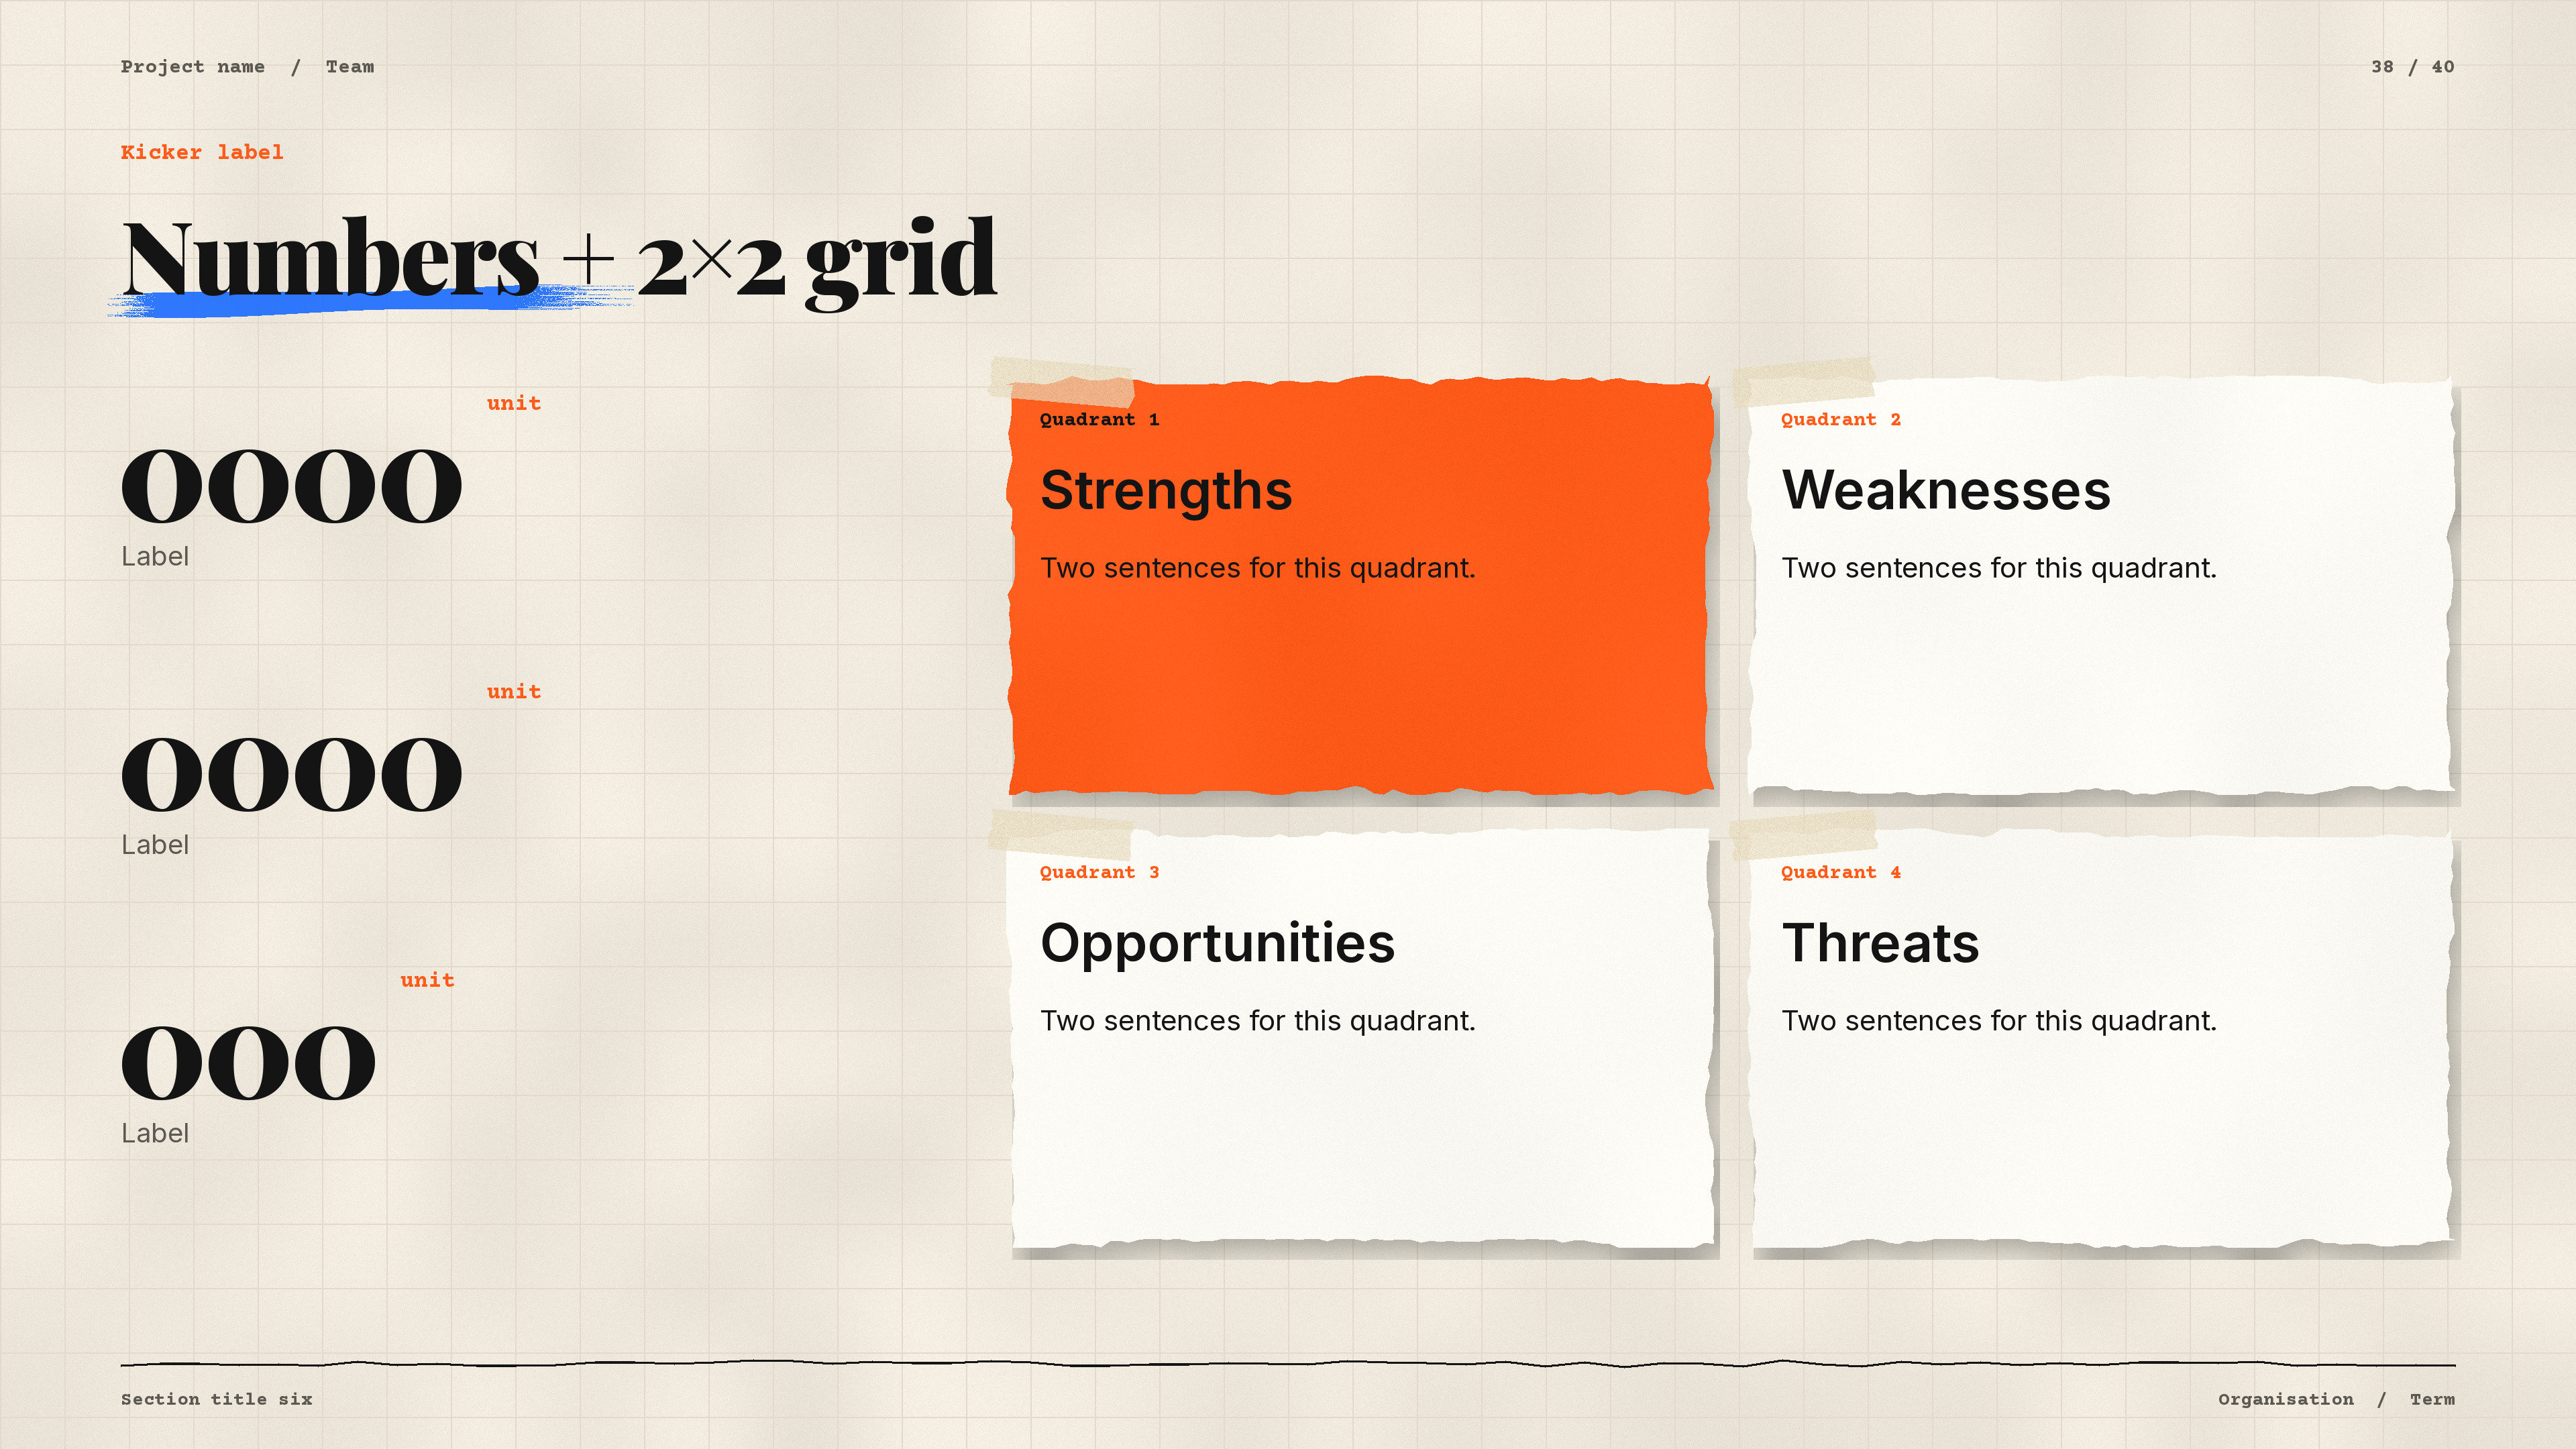 Project name / Team
38 / 40
Kicker label
Numbers + 2×2 grid
unit
0000
Label
unit
0000
Label
unit
000
Label
Quadrant 1
Strengths
Two sentences for this quadrant.
Quadrant 2
Weaknesses
Two sentences for this quadrant.
Quadrant 3
Opportunities
Two sentences for this quadrant.
Quadrant 4
Threats
Two sentences for this quadrant.
Section title six
Organisation / Term